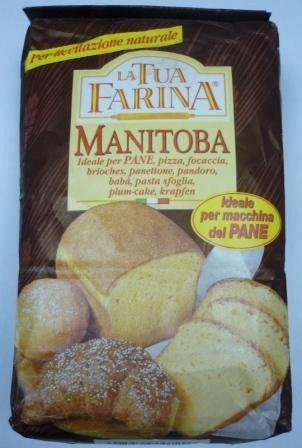 per lievitazione naturale
LA TUA
FARINA®
MANITOBA
Ideale per PANE, pizza, focaccia,
brioches, panettone, pandoro,
babà, pasta sfoglia,
plum-cake, krapfen
Ideale
per macchina
del PANE